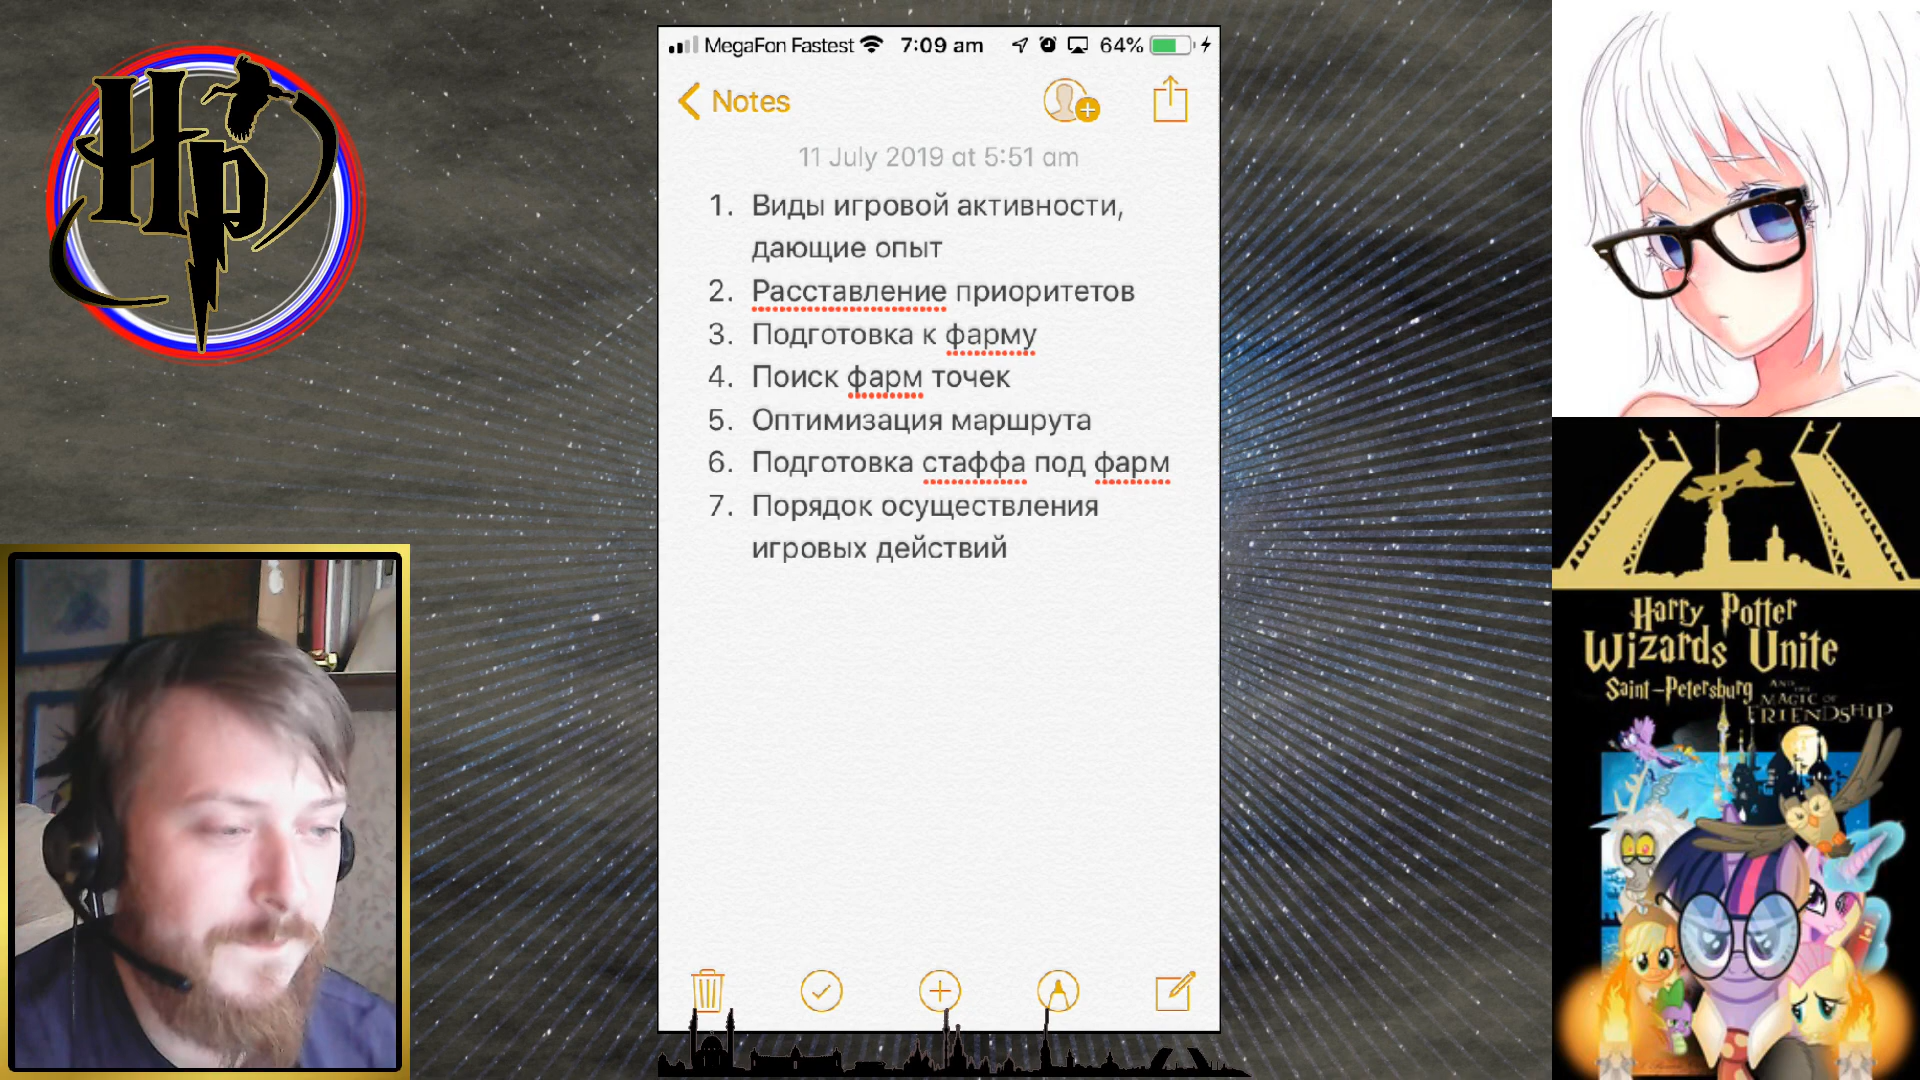 HP
MegaFon Fastest 7:09 am 64%
Notes
11 July 2019 at 5:51 am
1. Виды игровой активности,
дающие опыт
2. Расставление приоритетов
3. Подготовка к фарму
4. Поиск фарм точек
5. Оптимизация маршрута
6. Подготовка стаффа под фарм
7. Порядок осуществления
игровых действий
Harry Potter
Wizards Unite
Saint-Petersburg
AND THE
MAGIC OF
FRIENDSHIP